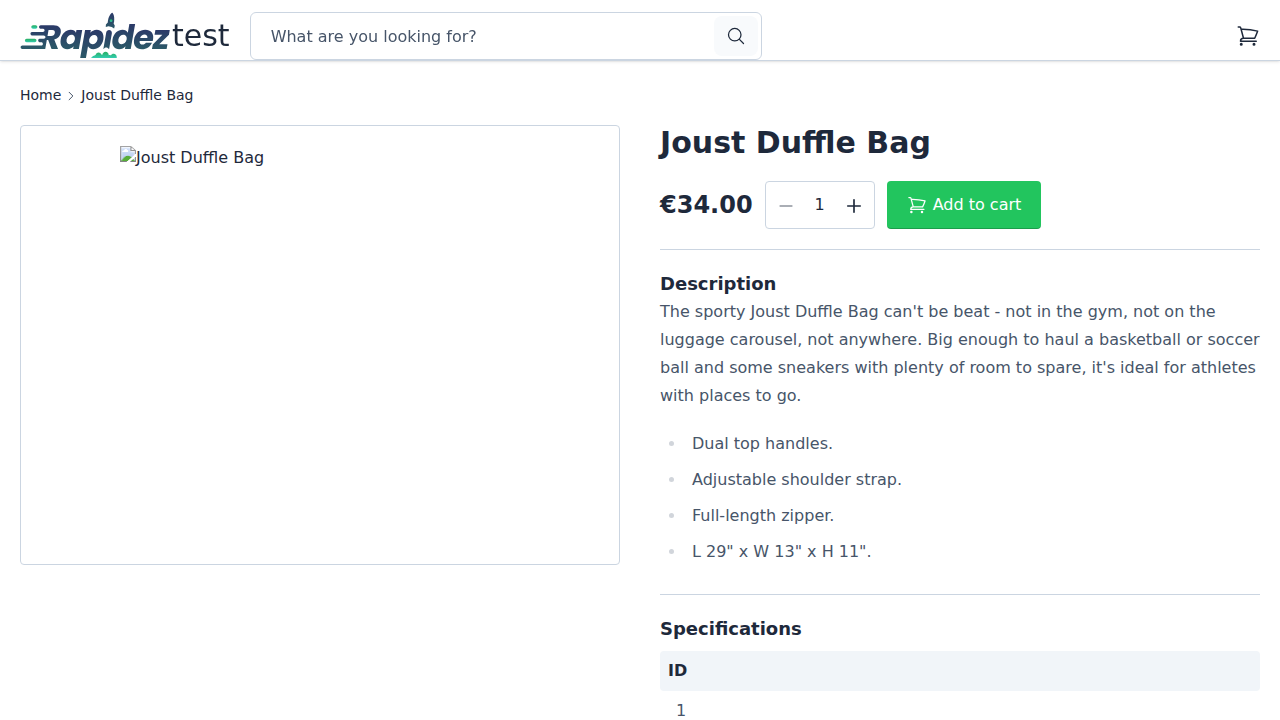 Rapidez test
What are you looking for?
Home
Joust Duffle Bag
Joust Duffle Bag
Joust Duffle Bag
€34.00
1
Add to cart
Description
The sporty Joust Duffle Bag can't be beat - not in the gym, not on the
luggage carousel, not anywhere. Big enough to haul a basketball or soccer
ball and some sneakers with plenty of room to spare, it's ideal for athletes
with places to go.
Dual top handles.
Adjustable shoulder strap.
Full-length zipper.
L 29" x W 13" x H 11".
Specifications
ID
1